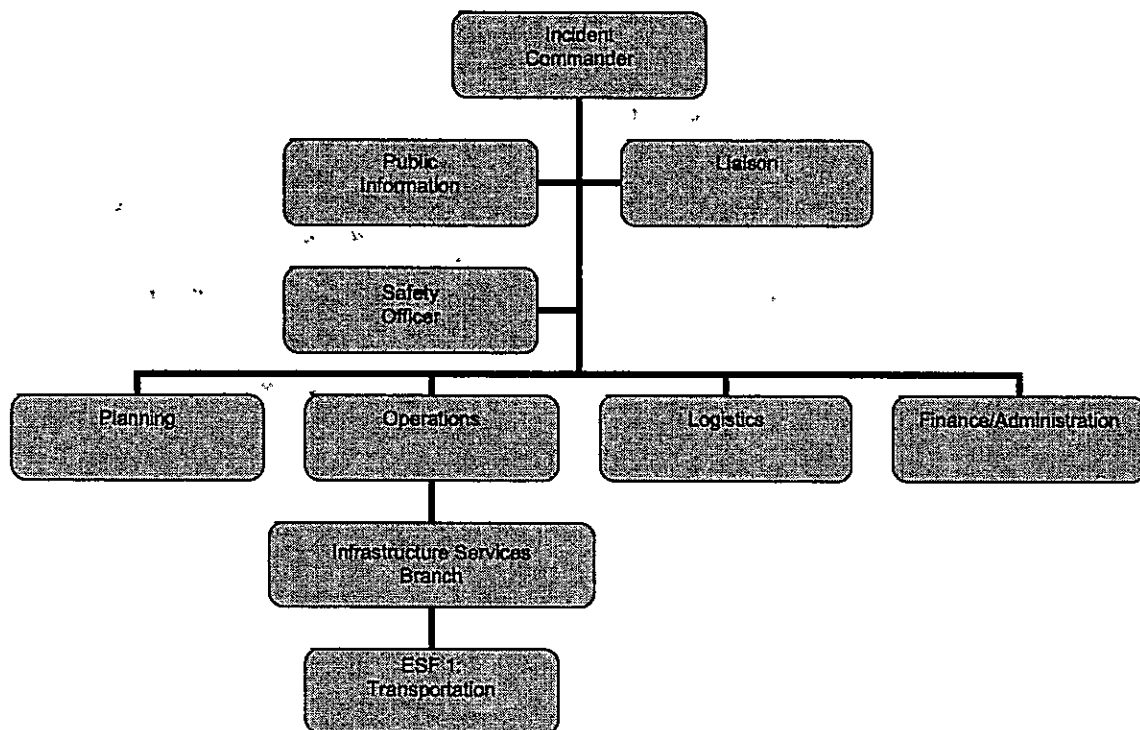 Incident
Commander
Public
Information
Liaison
Safety
Officer
Planning
Operations
Logistics
Finance/Administration
Infrastructure Services
Branch
ESF 1:
Transportation